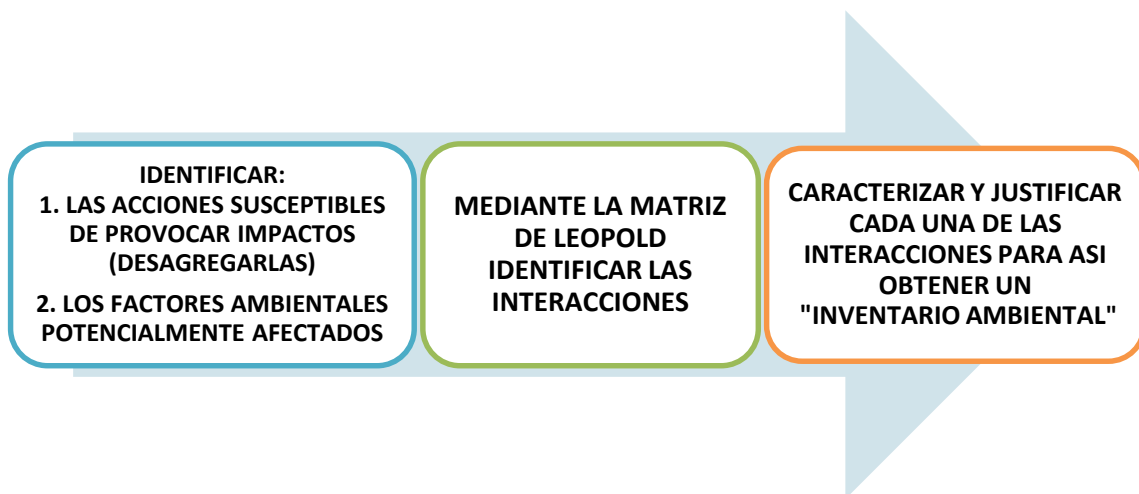 IDENTIFICAR:
1. LAS ACCIONES SUSCEPTIBLES
DE PROVOCAR IMPACTOS
(DESAGREGARLAS)
2. LOS FACTORES AMBIENTALES
POTENCIALMENTE AFECTADOS
MEDIANTE LA MATRIZ
DE LEOPOLD
IDENTIFICAR LAS
INTERACCIONES
CARACTERIZAR Y JUSTIFICAR
CADA UNA DE LAS
INTERACCIONES PARA ASI
OBTENER UN
"INVENTARIO AMBIENTAL"